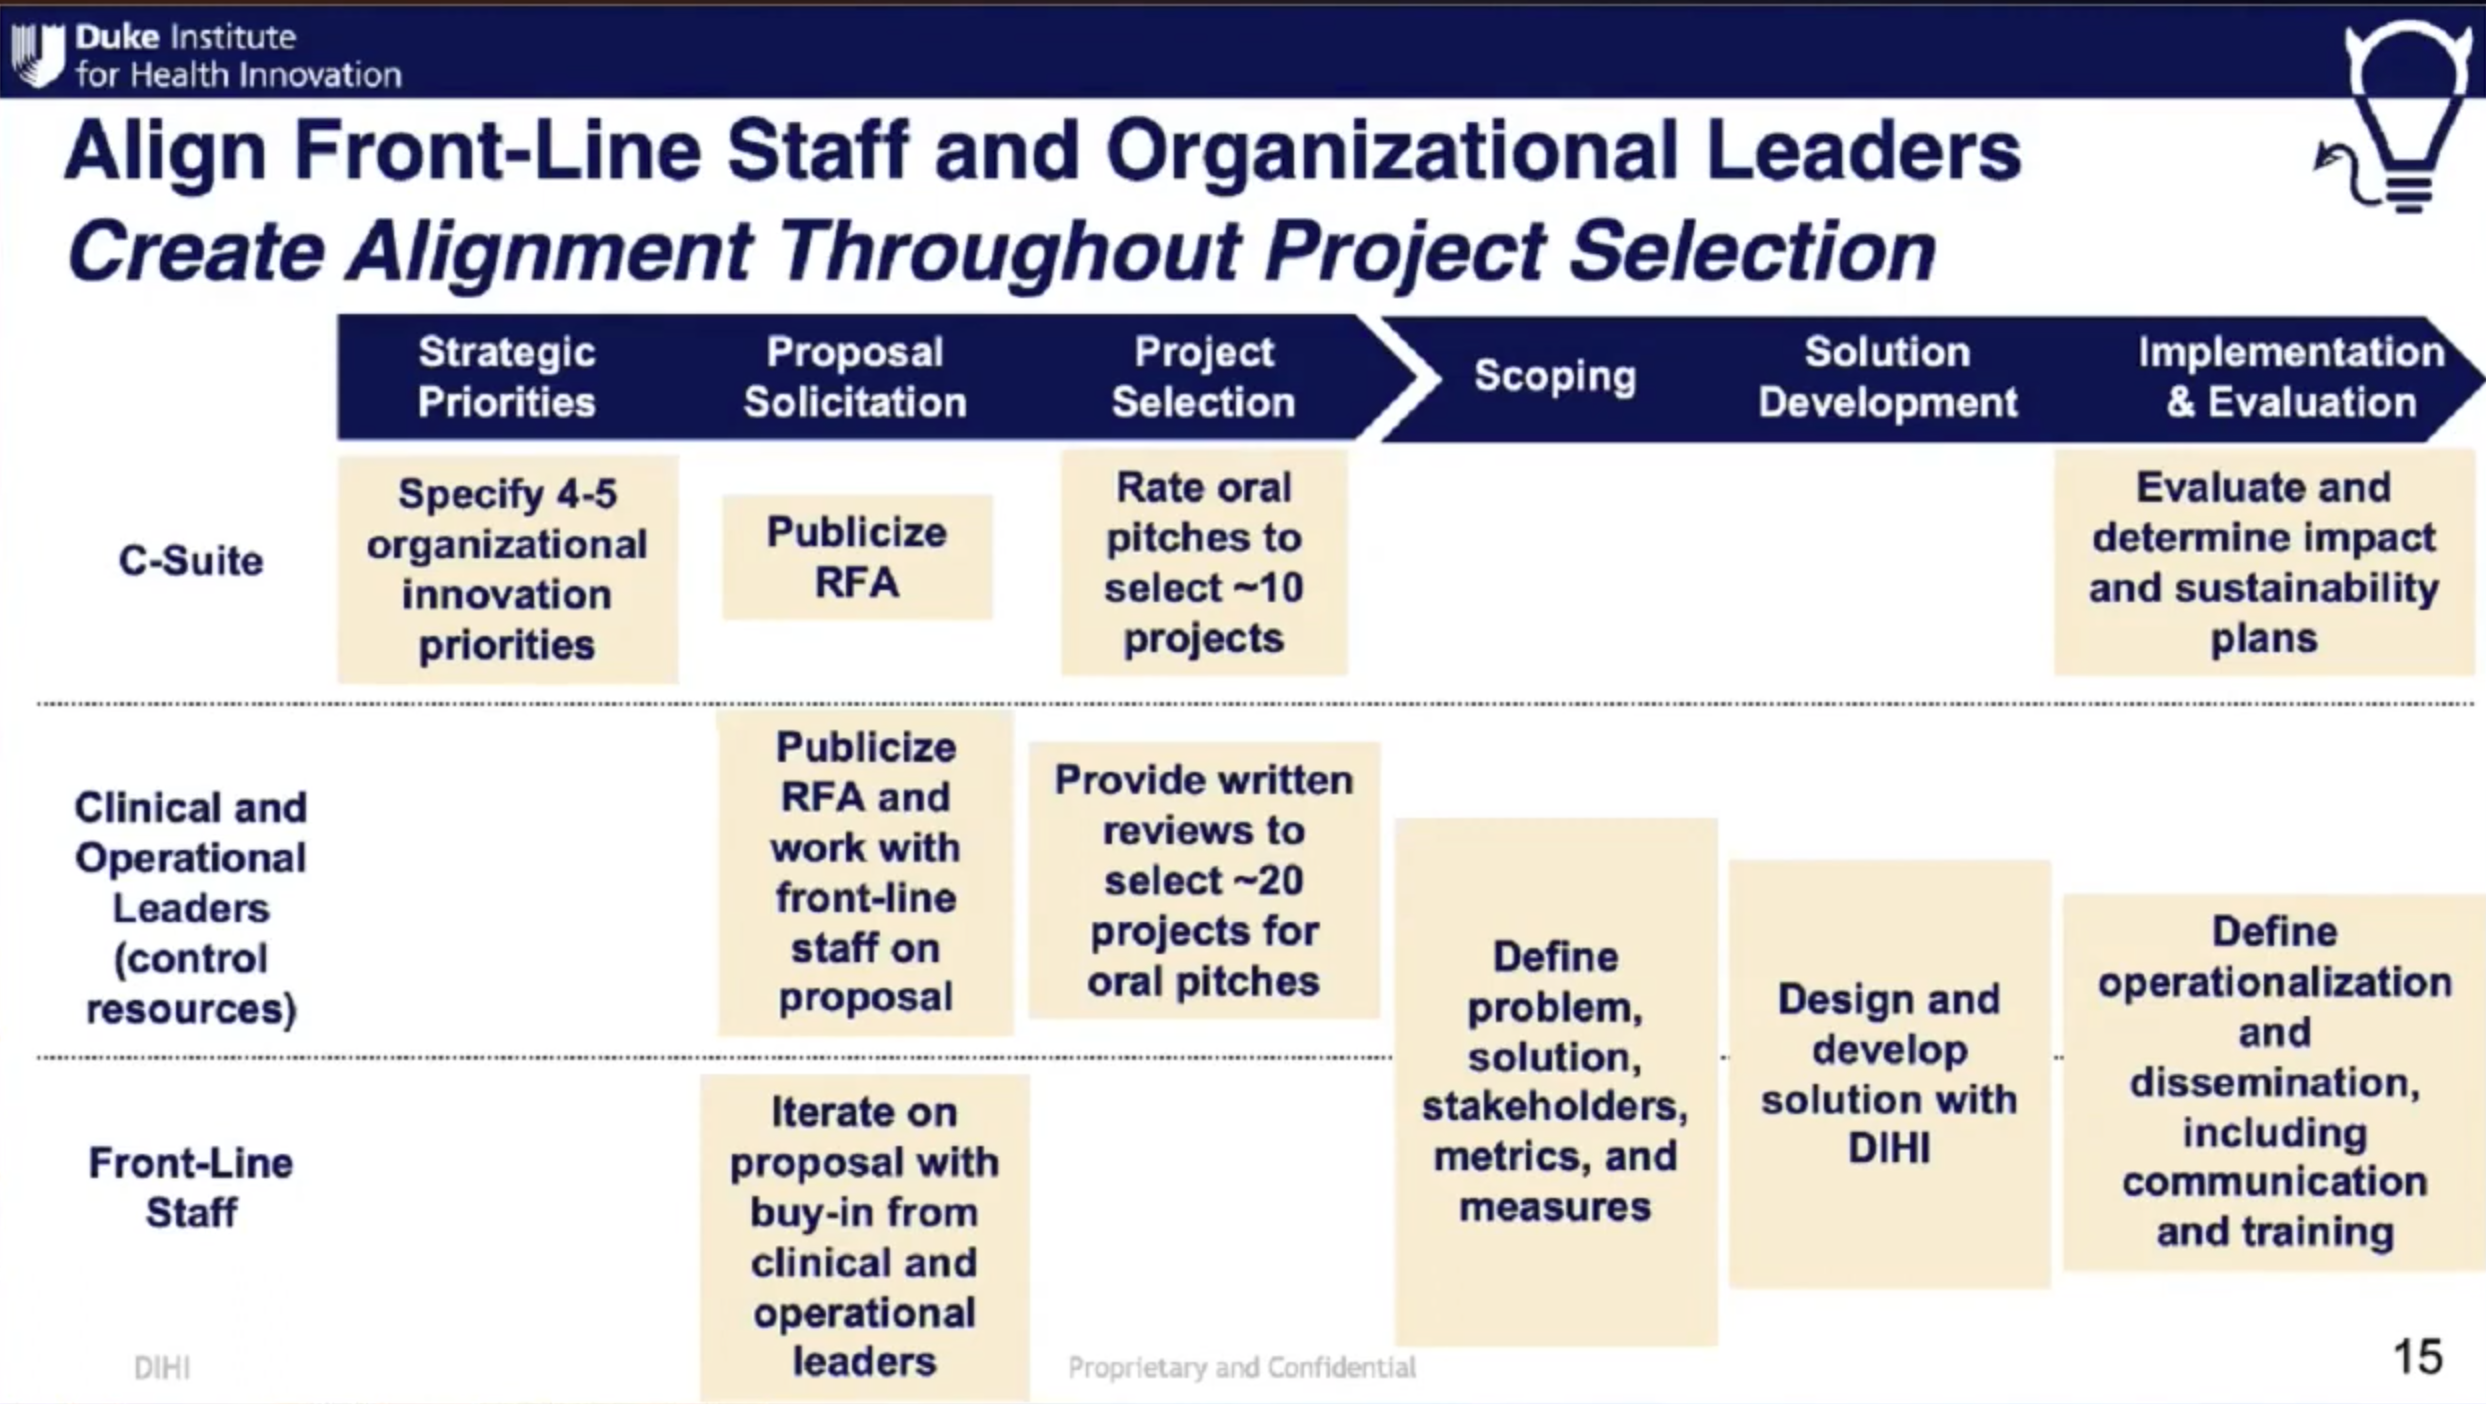 Duke Institute
for Health Innovation
Align Front-Line Staff and Organizational Leaders
Create Alignment Throughout Project Selection
Strategic
Priorities
Proposal
Solicitation
Project
Selection
Scoping
Solution
Development
Implementation
& Evaluation
C-Suite
Specify 4-5
organizational
innovation
priorities
Publicize
RFA
Rate oral
pitches to
select ~10
projects
Evaluate and
determine impact
and sustainability
plans
Clinical and
Operational
Leaders
(control
resources)
Publicize
RFA and
work with
front-line
staff on
proposal
Provide written
reviews to
select ~20
projects for
oral pitches
Define
problem,
solution,
stakeholders,
metrics, and
measures
Design and
develop
solution with
DIHI
Define
operationalization
and
dissemination,
including
communication
and training
Front-Line
Staff
Iterate on
proposal with
buy-in from
clinical and
operational
leaders
DIHI
Proprietary and Confidential
15